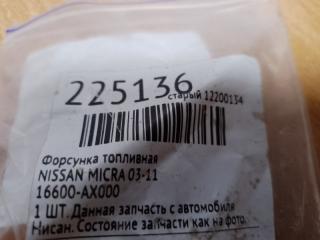 225136
старый 12200134
Форсунка топливная
NISSAN MICRA 03-11
16600-AX000
1 ШТ. Данная запчасть с автомобиля
Нисан. Состояние запчасти как на фото.